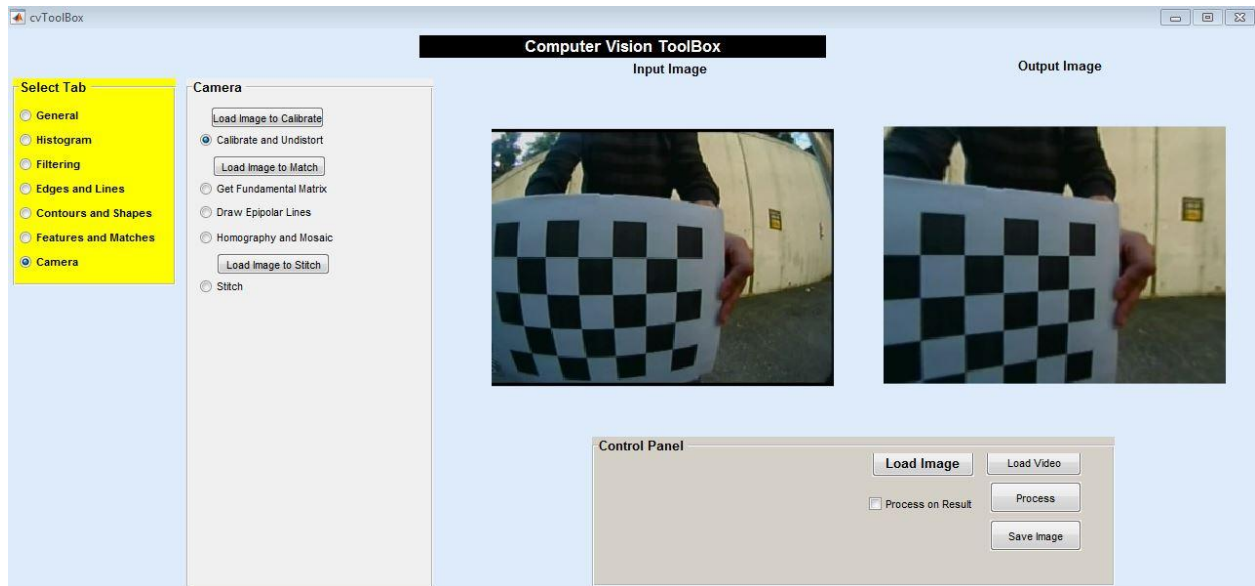 cvToolBox
Computer Vision ToolBox
Input Image
Output Image
Select Tab
General
Histogram
Filtering
Edges and Lines
Contours and Shapes
Features and Matches
Camera
Camera
Load Image to Calibrate
Calibrate and Undistort
Load Image to Match
Get Fundamental Matrix
Draw Epipolar Lines
Homography and Mosaic
Load Image to Stitch
Stitch
Control Panel
Load Image
Load Video
Process on Result
Process
Save Image